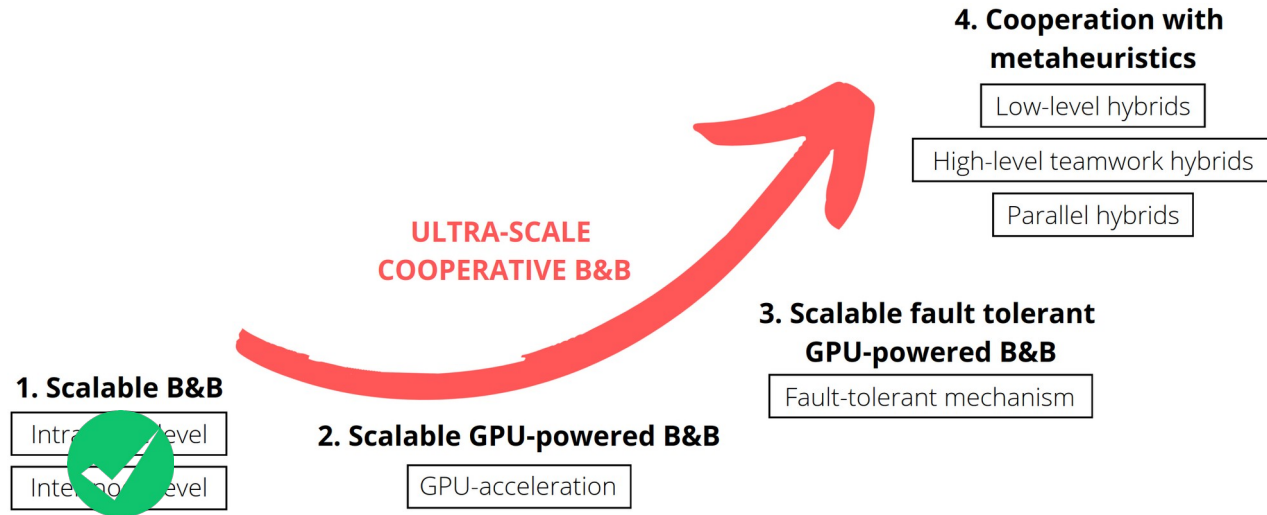 4. Cooperation with
metaheuristics
Low-level hybrids
High-level teamwork hybrids
Parallel hybrids
ULTRA-SCALE
COOPERATIVE B&B
3. Scalable fault tolerant
GPU-powered B&B
Fault-tolerant mechanism
1. Scalable B&B
level
level
2. Scalable GPU-powered B&B
GPU-acceleration